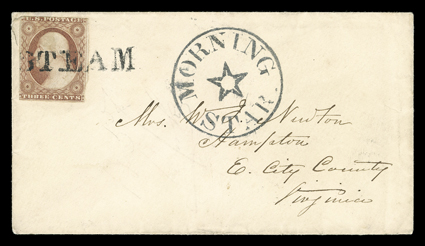 U.S. POSTAGE
STEAM
THREE CENTS
MORNING
STAR.
Mrs. W. J. Newton
Hampton
E. City County
Virginia